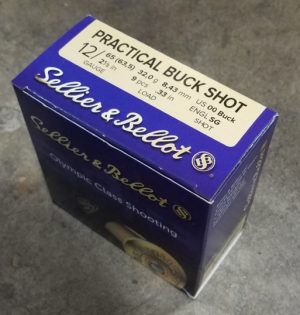 PRACTICAL BUCK SHOT
12/ 65 (63,5) 32,0 g 8,43 mm US 00 Buck
2½ in 9 pcs .33 in ENGL SG
GAUGE LOAD SHOT
Sellier & Bellot
Sellier & Bellot
Olympic Class Shooting